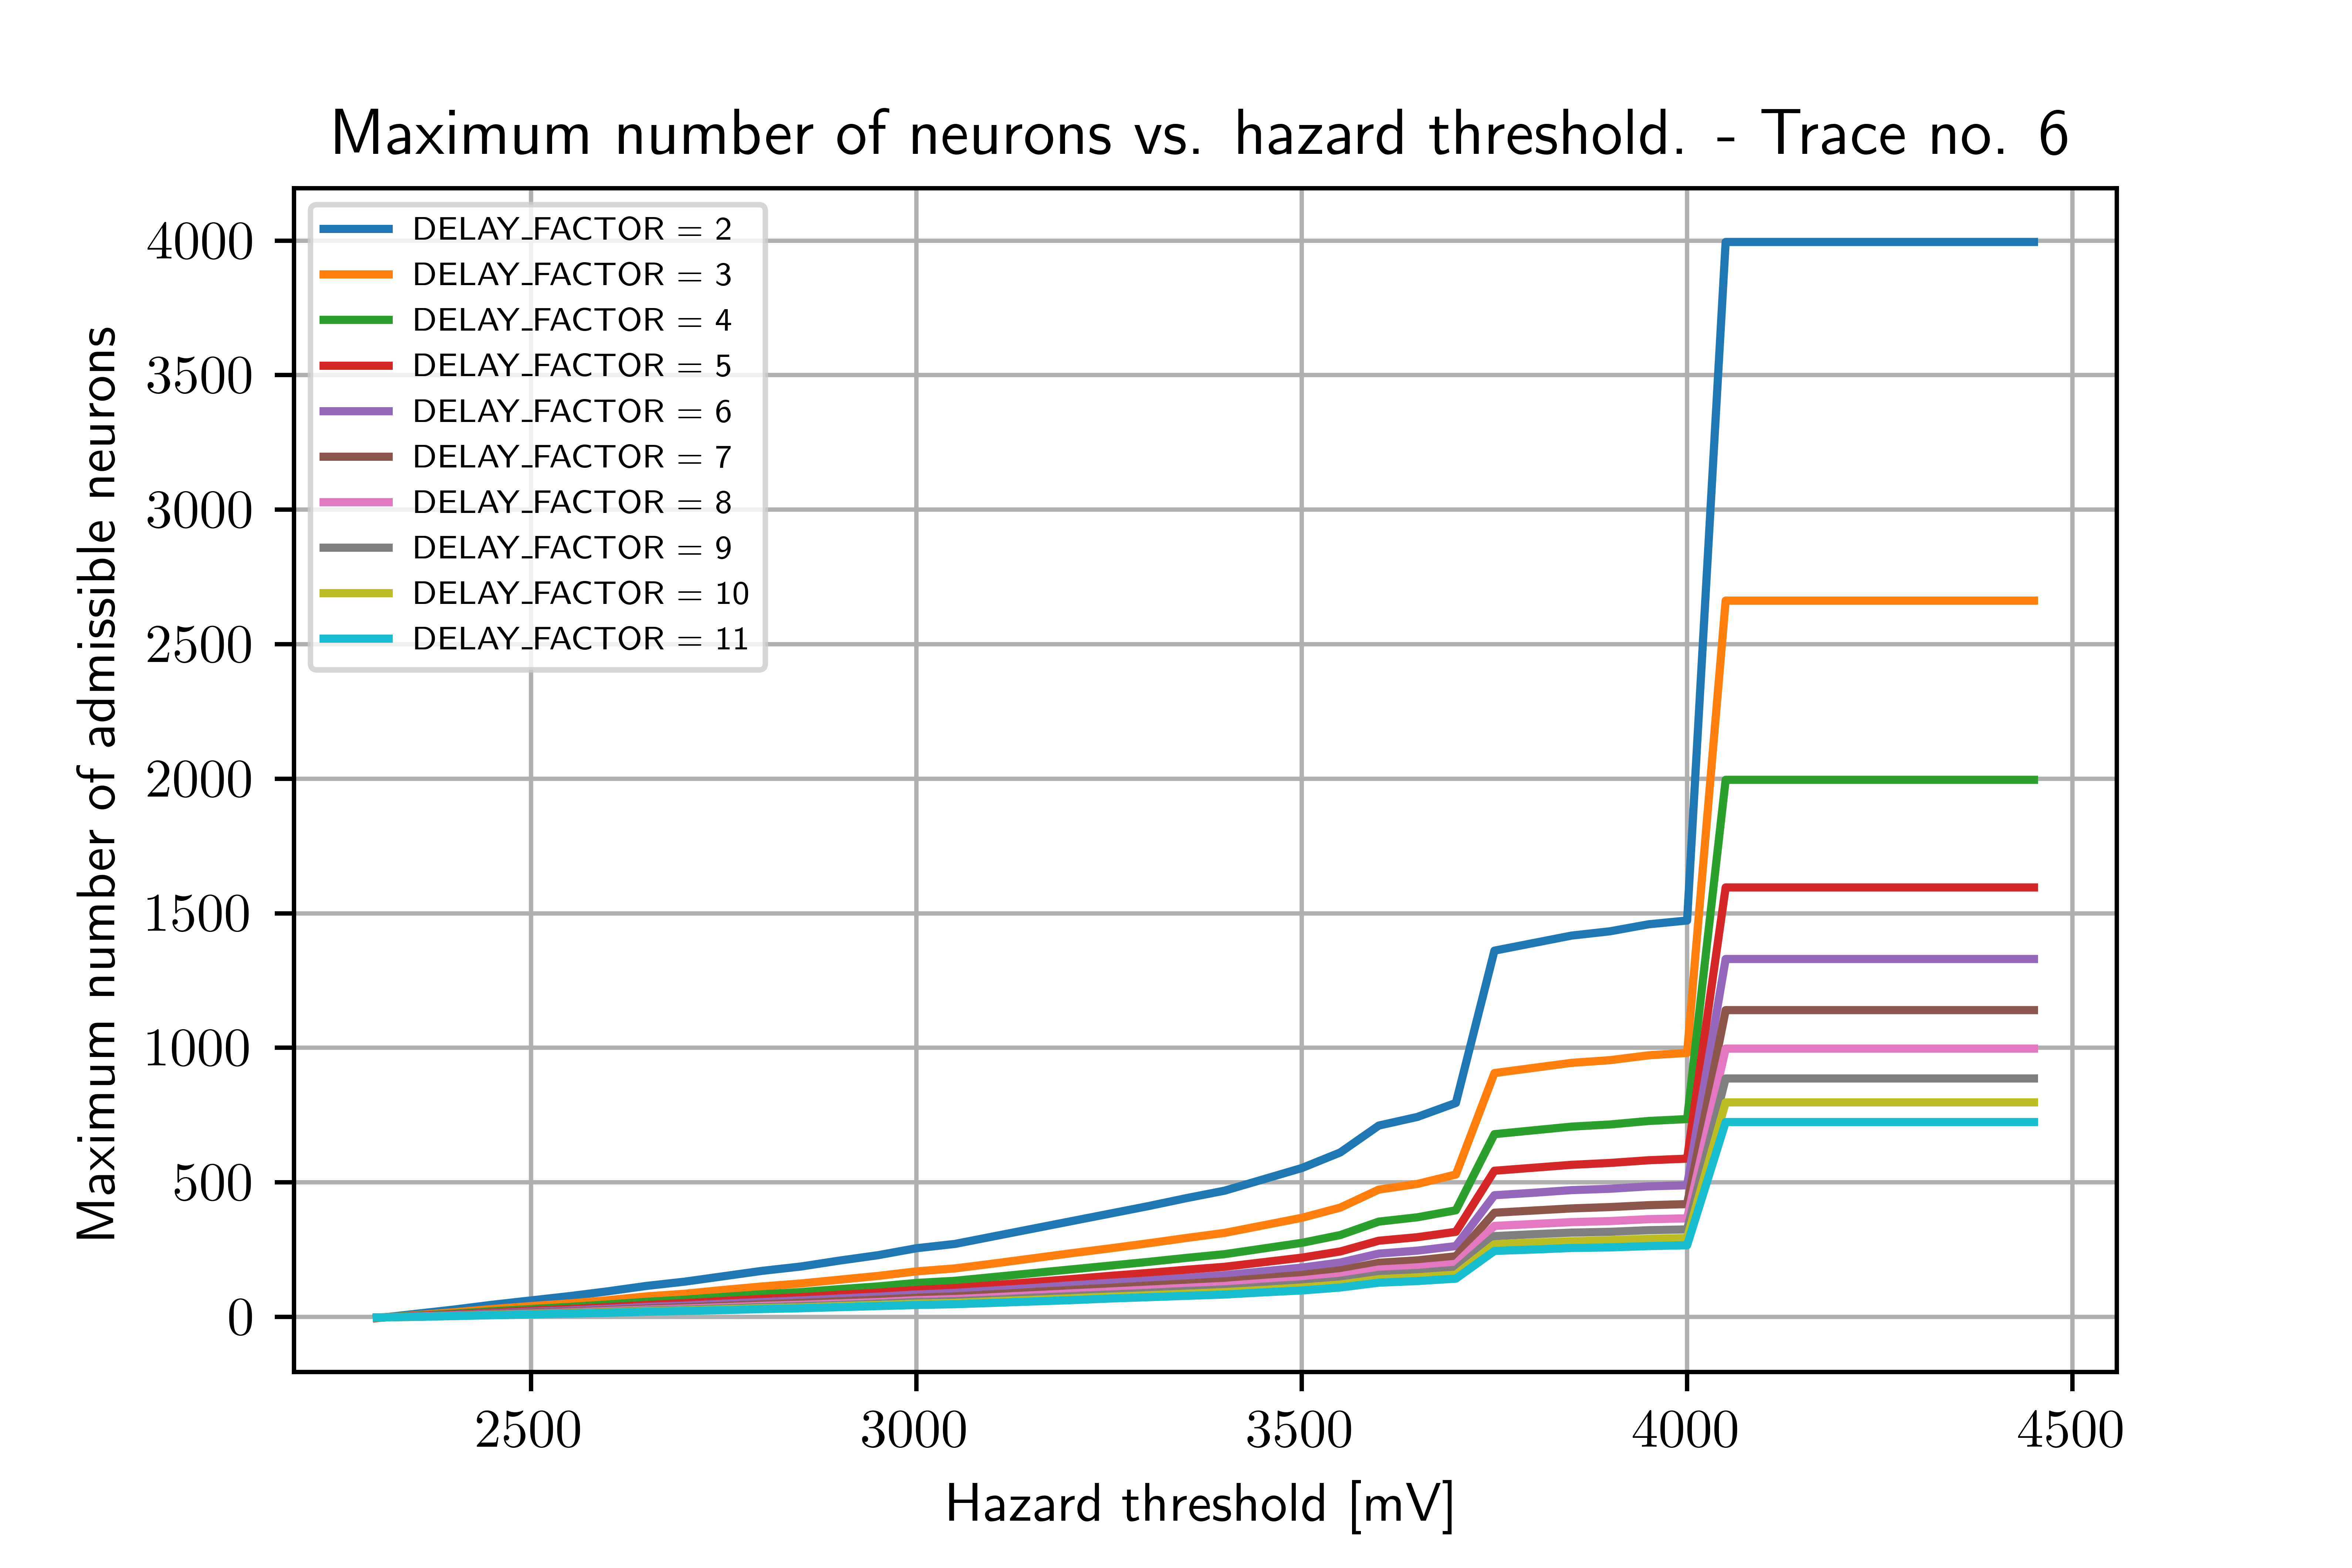 Maximum number of neurons vs. hazard threshold. - Trace no. 6
Maximum number of admissible neurons
4000
3500
3000
2500
2000
1500
1000
500
0
DELAY_FACTOR = 2
DELAY_FACTOR = 3
DELAY_FACTOR = 4
DELAY_FACTOR = 5
DELAY_FACTOR = 6
DELAY_FACTOR = 7
DELAY_FACTOR = 8
DELAY_FACTOR = 9
DELAY_FACTOR = 10
DELAY_FACTOR = 11
2500 3000 3500 4000 4500
Hazard threshold [mV]